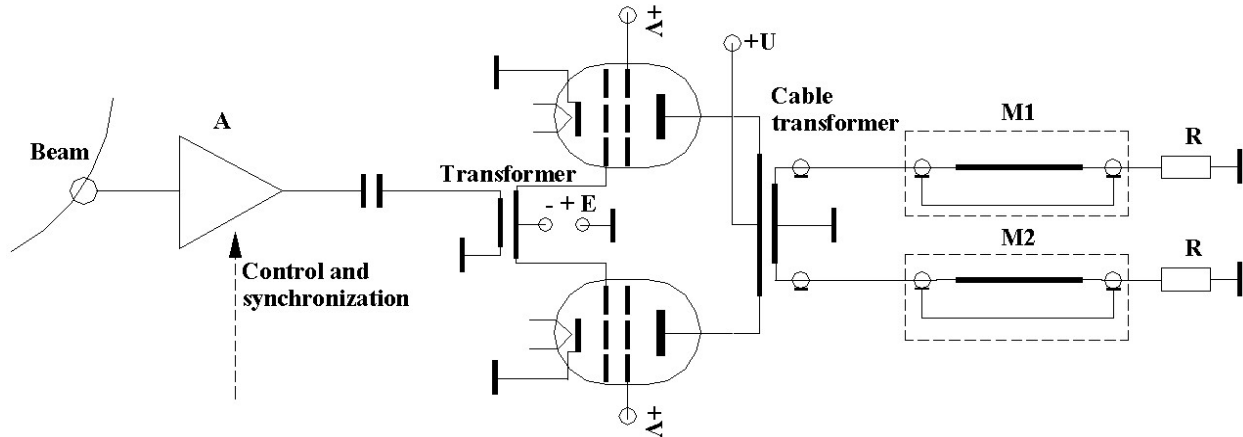 +V
+U
Cable
transformer
M1
A
R
Beam
Transformer
- + E
M2
R
Control and
synchronization
+V